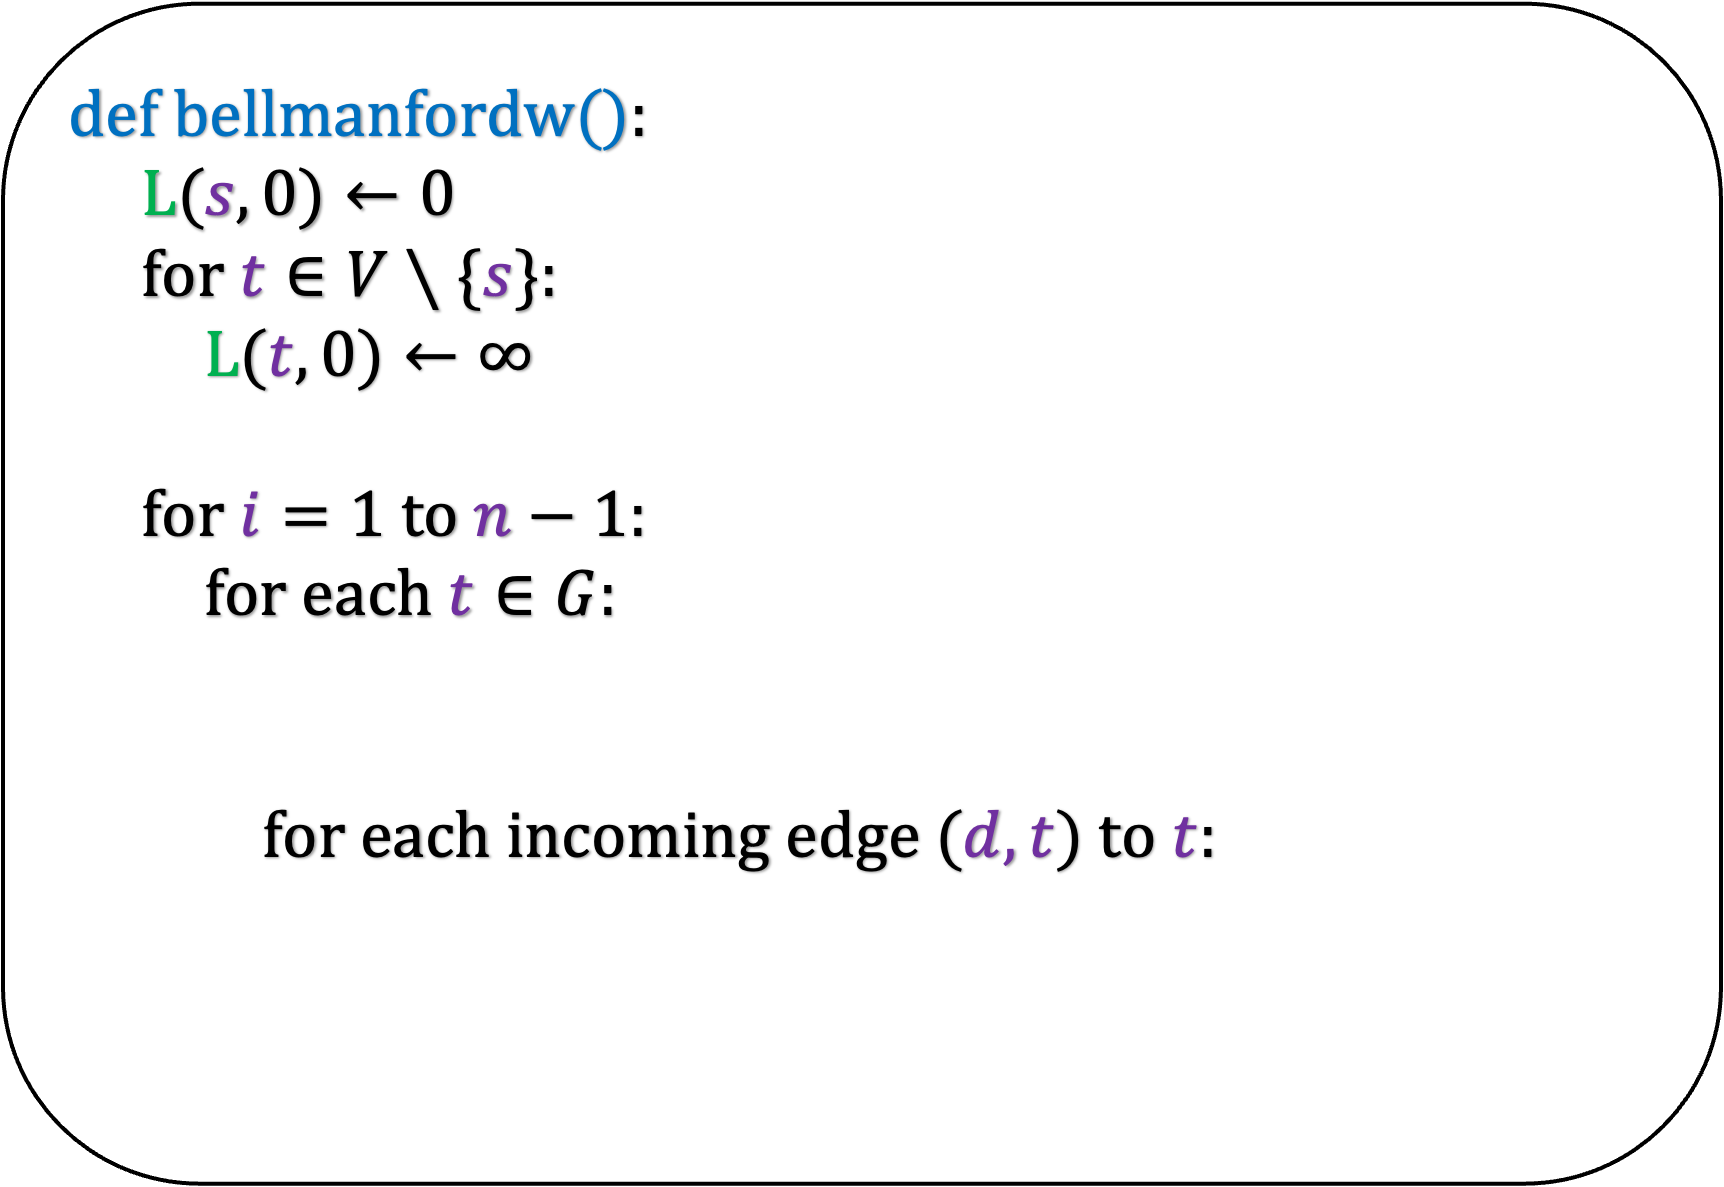 def bellmanfordw():
L(s, 0) ← 0
for t ∈ V \ {s}:
L(t, 0) ← ∞
for i = 1 to n − 1:
for each t ∈ G:
for each incoming edge (d, t) to t: